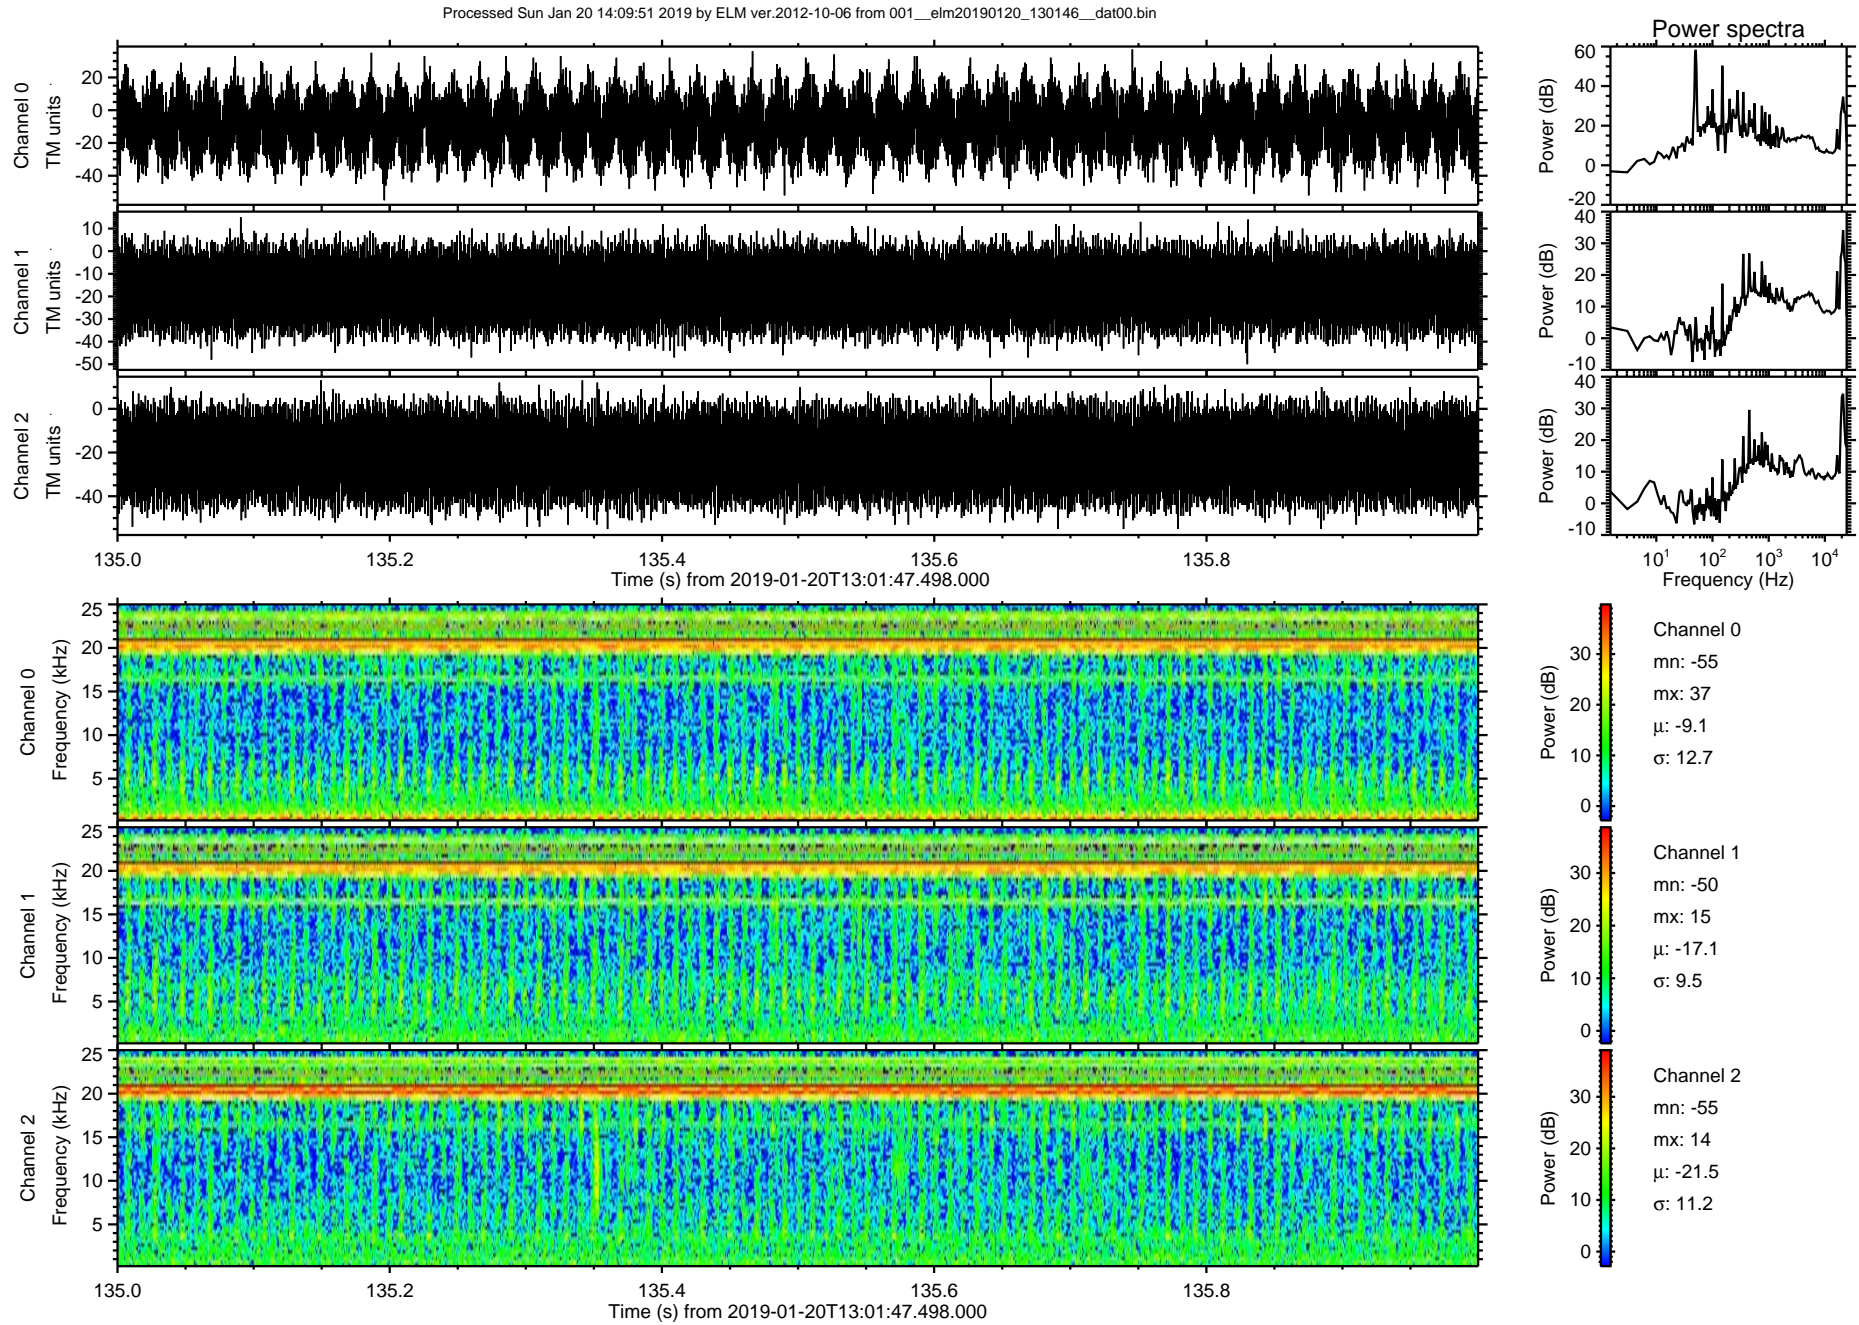 Processed Sun Jan 20 14:09:51 2019 by ELM ver.2012-10-06 from 001__elm20190120_130146__dat00.bin
Power spectra
Channel 0
TM units
20
0
-20
-40
Power (dB)
60
40
20
0
-20
Channel 1
TM units
10
0
-10
-20
-30
-40
-50
Power (dB)
40
30
20
10
0
-10
Channel 2
TM units
0
-20
-40
Power (dB)
40
30
20
10
0
-10
135.0 135.2 135.4 135.6 135.8
Time (s) from 2019-01-20T13:01:47.498.000
10¹ 10² 10³ 10⁴
Frequency (Hz)
Channel 0
Frequency (kHz)
25
20
15
10
5
Power (dB)
30
20
10
0
Channel 0
mn: -55
mx: 37
μ: -9.1
σ: 12.7
Channel 1
Frequency (kHz)
25
20
15
10
5
Power (dB)
30
20
10
0
Channel 1
mn: -50
mx: 15
μ: -17.1
σ: 9.5
Channel 2
Frequency (kHz)
25
20
15
10
5
Power (dB)
30
20
10
0
Channel 2
mn: -55
mx: 14
μ: -21.5
σ: 11.2
135.0 135.2 135.4 135.6 135.8
Time (s) from 2019-01-20T13:01:47.498.000